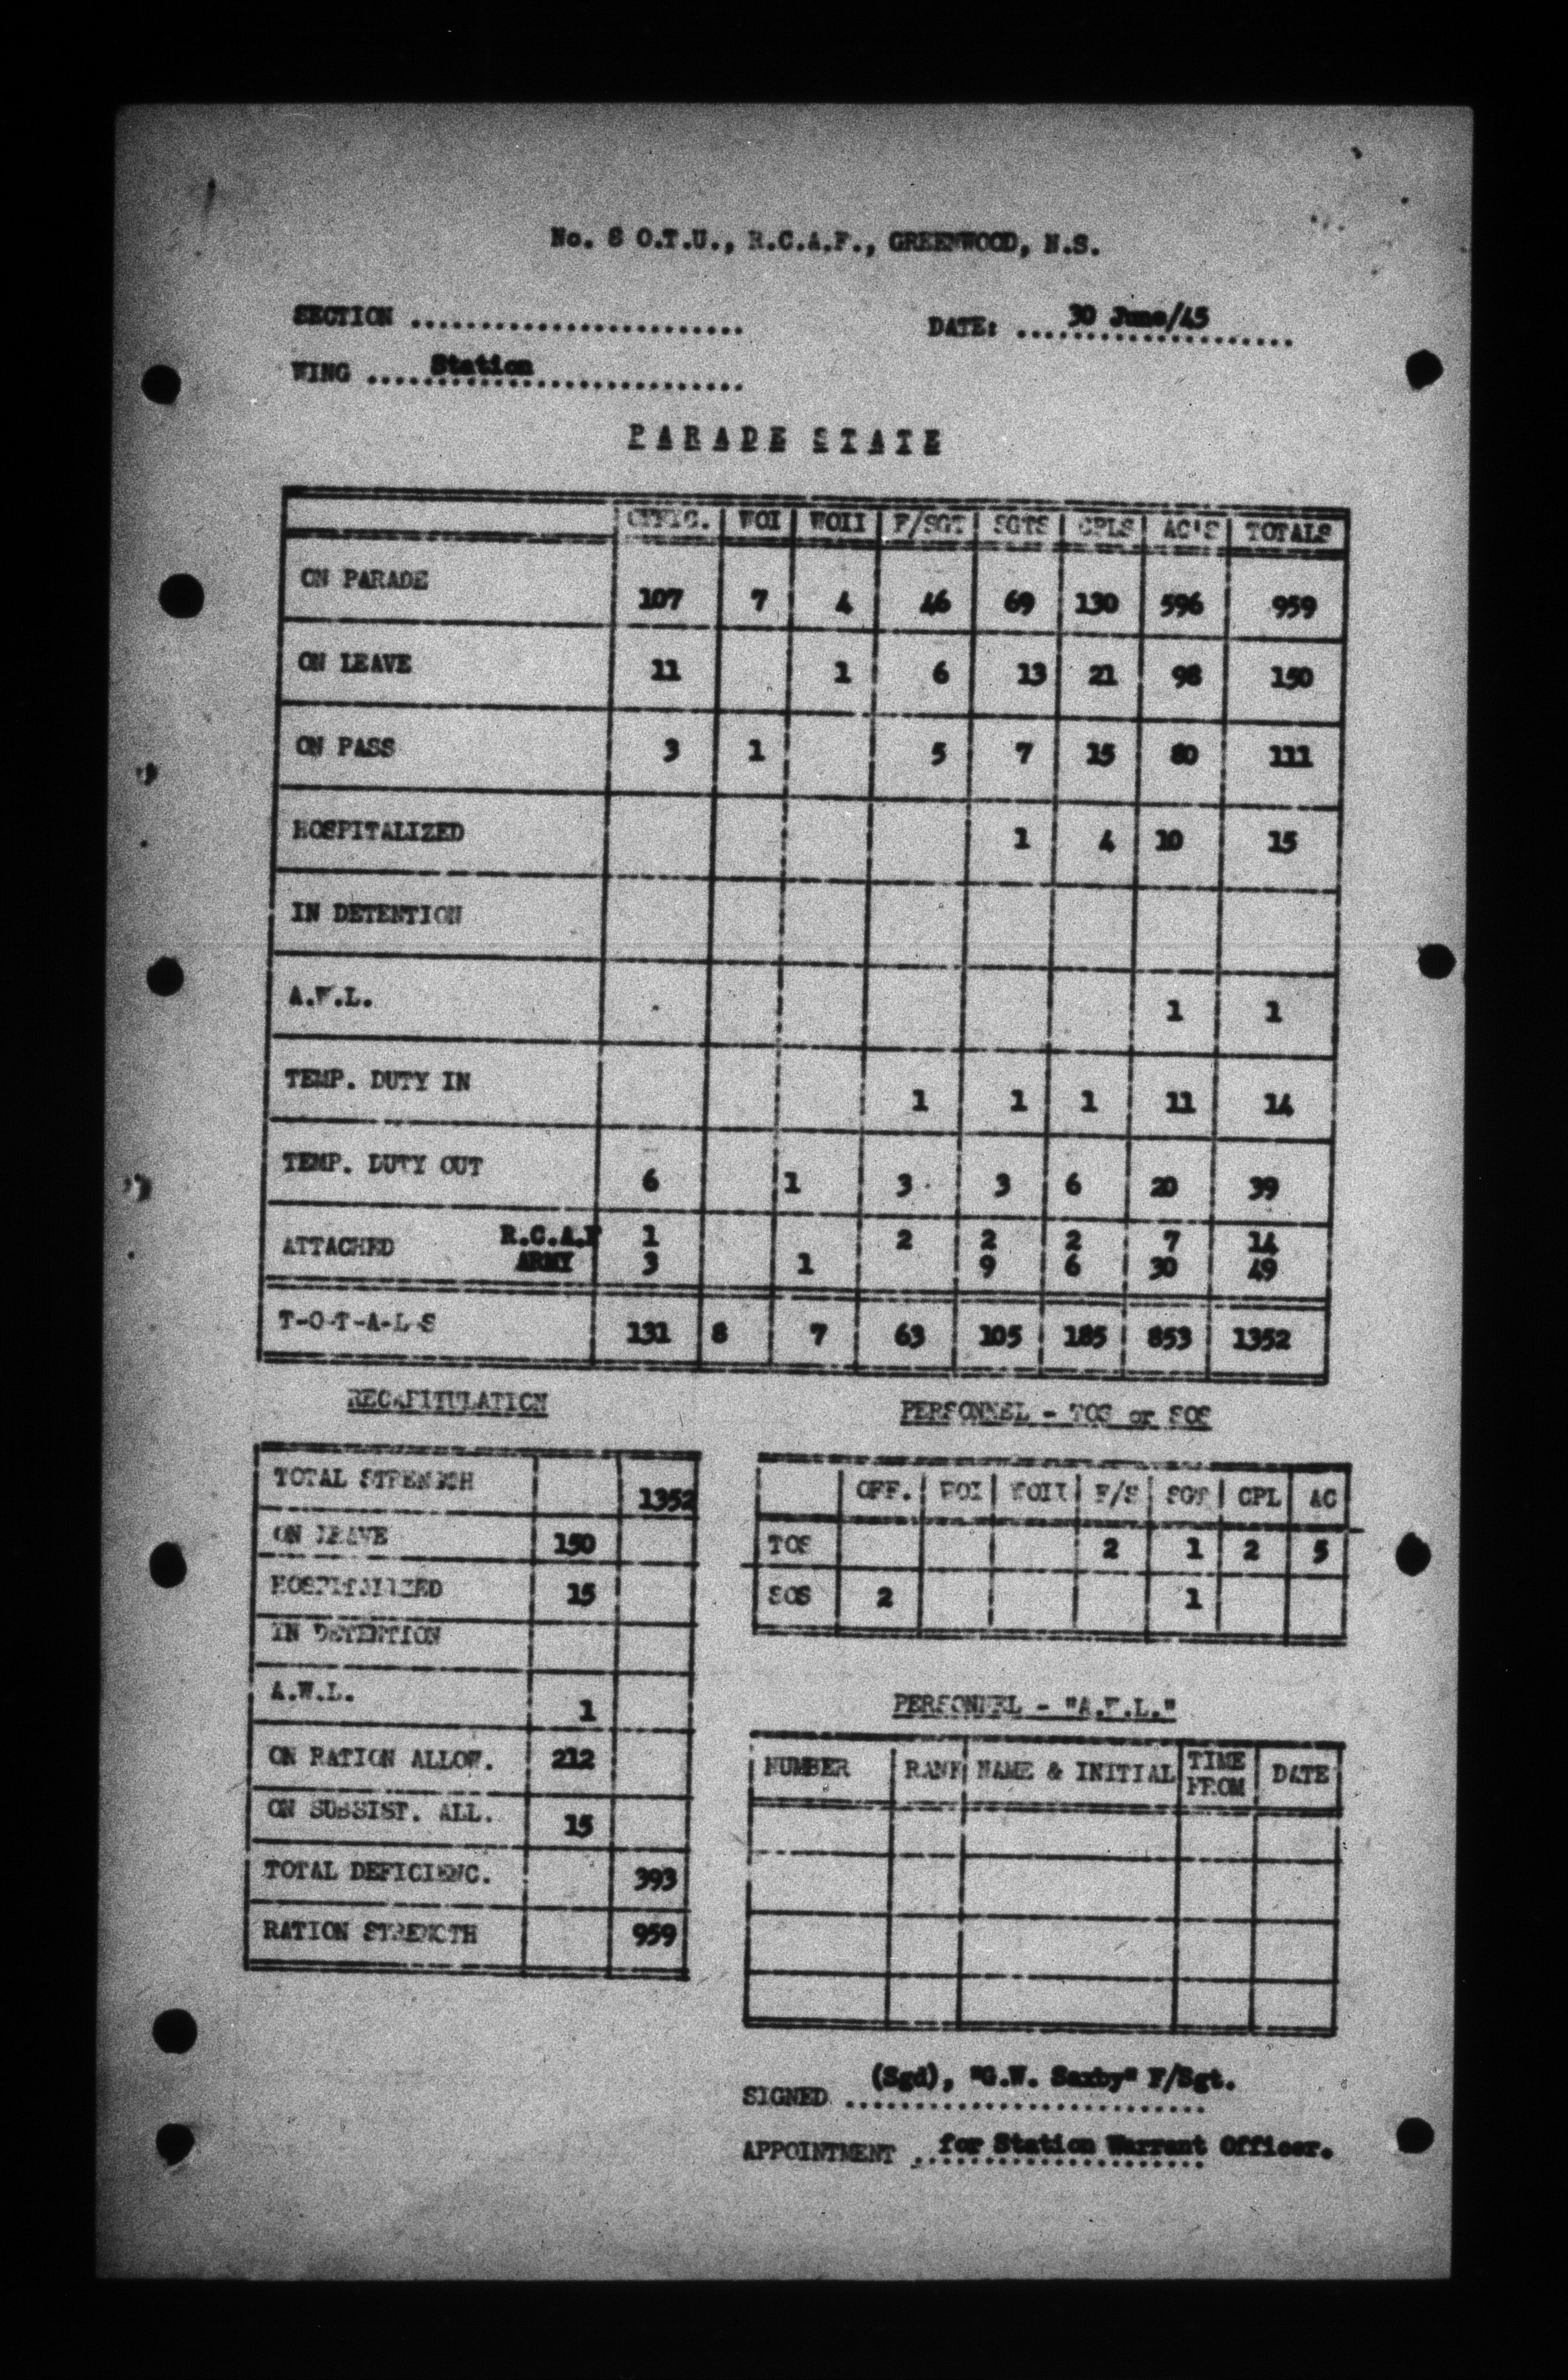 No. 8 O.T.U., R.C.A.F., GREENWOOD, N.S.
SECTION ........................
DATE: 30 June/45
WING Station
PARADE STATE
OFFIC. WOI WOII F/SGT SGTS CPLS AC'S TOTALS
ON PARADE 107 7 4 46 69 130 596 959
ON LEAVE 11 1 6 13 21 98 150
ON PASS 3 1 5 7 15 80 111
HOSPITALIZED 1 4 10 15
IN DETENTION
A.W.L. 1 1
TEMP. DUTY IN 1 1 1 11 14
TEMP. DUTY OUT 6 1 3 3 6 20 39
ATTACHED R.C.A.F 1 2 2 2 7 14
ARMY 3 1 9 6 30 49
T-O-T-A-L-S 131 8 7 63 105 185 853 1352
RECAPITULATION
TOTAL STRENGTH 1352
ON LEAVE 150
HOSPITALIZED 15
IN DETENTION
A.W.L. 1
ON RATION ALLOW. 212
ON SUBSIST. ALL. 15
TOTAL DEFICIENC. 393
RATION STRENGTH 959
PERSONNEL - TOS or SOS
OFF. WOI WOII F/S SGT CPL AC
TOS 2 1 2 5
SOS 2 1
PERSONNEL - "A.W.L."
NUMBER RANK NAME & INITIAL TIME FROM DATE
SIGNED (Sgd), "G.W. Saxby" F/Sgt.
APPOINTMENT for Station Warrant Officer.